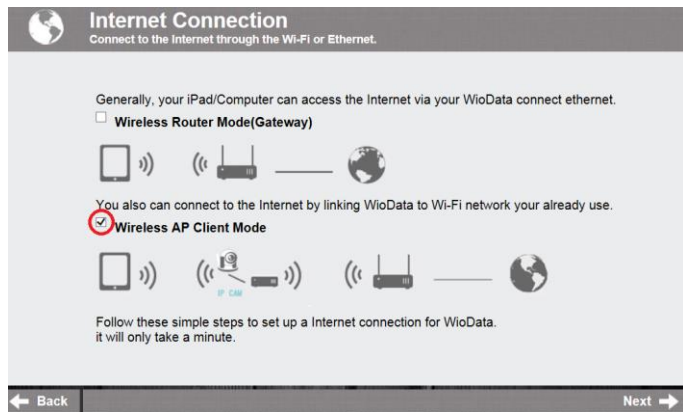 Internet Connection
Connect to the Internet through the Wi-Fi or Ethernet.
Generally, your iPad/Computer can access the Internet via your WioData connect ethernet.
Wireless Router Mode(Gateway)
You also can connect to the Internet by linking WioData to Wi-Fi network your already use.
Wireless AP Client Mode
IP CAM
Follow these simple steps to set up a Internet connection for WioData.
it will only take a minute.
Back
Next